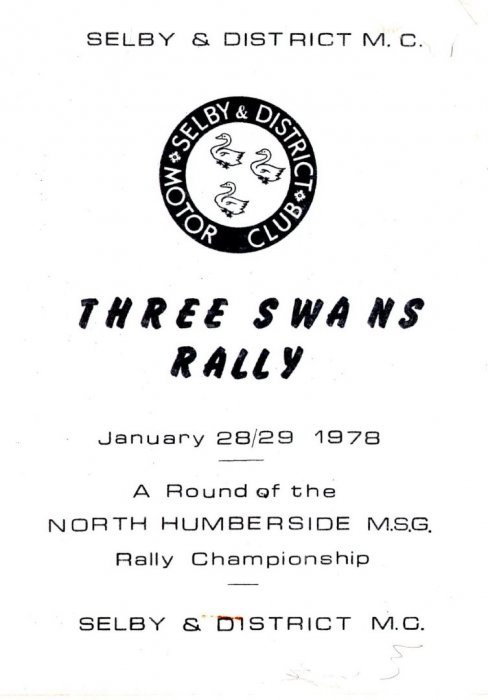 SELBY & DISTRICT M. C.
SELBY & DISTRICT
MOTOR CLUB
THREE SWANS
RALLY
January 28/29 1978
A Round of the
NORTH HUMBERSIDE M.S.G.
Rally Championship
SELBY & DISTRICT M.C.